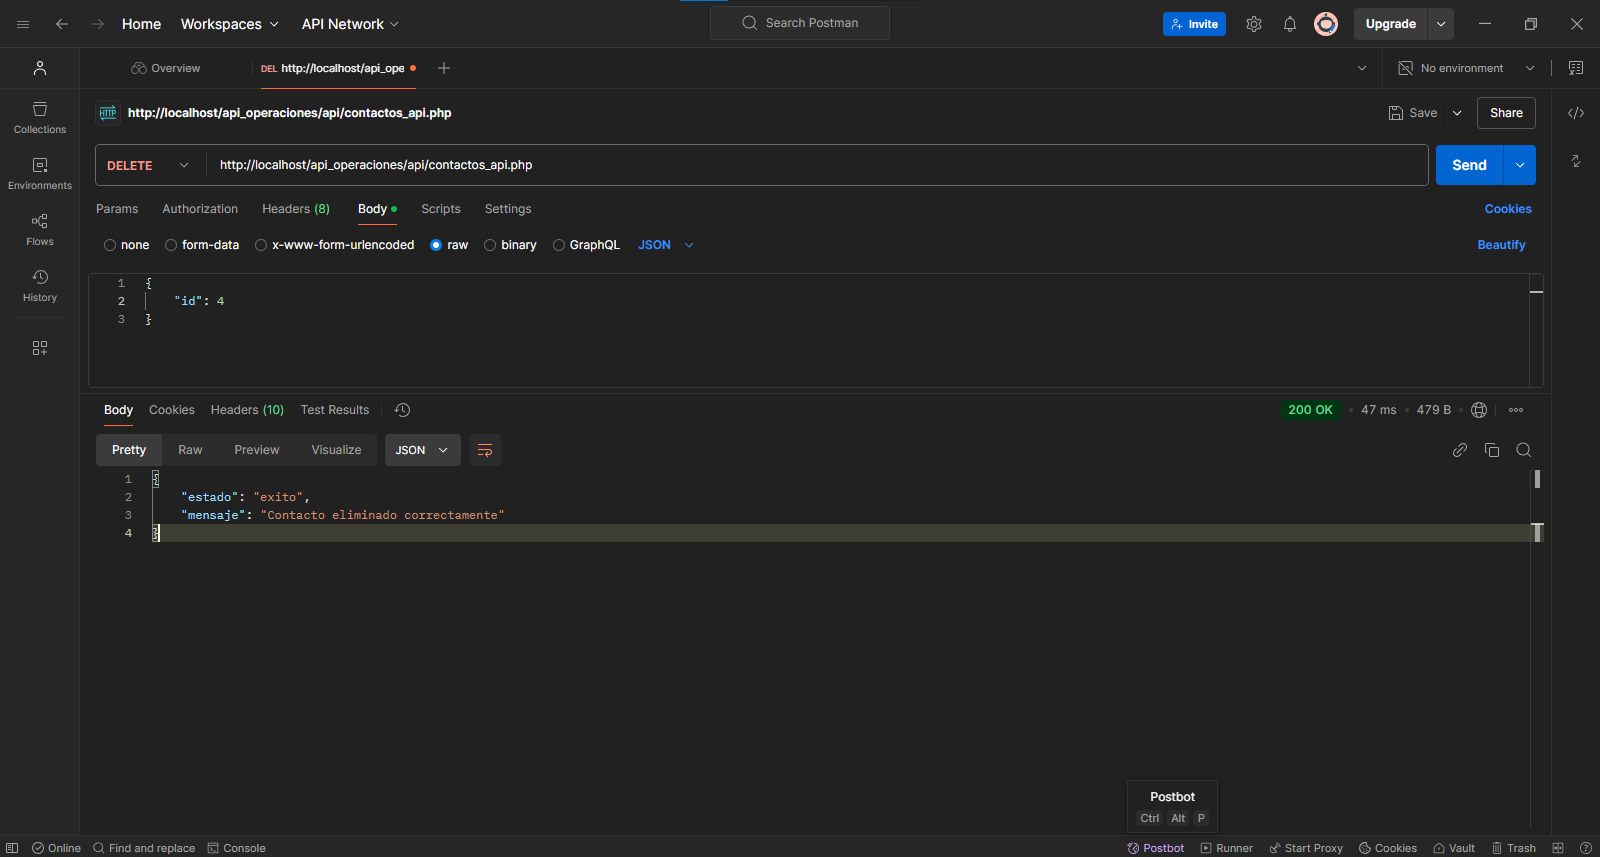 Home Workspaces API Network Search Postman Invite Upgrade
Overview DEL http://localhost/api_ope No environment
HTTP http://localhost/api_operaciones/api/contactos_api.php Save Share
Collections
DELETE http://localhost/api_operaciones/api/contactos_api.php Send
Environments
Params Authorization Headers (8) Body Scripts Settings Cookies
Flows
none form-data x-www-form-urlencoded raw binary GraphQL JSON Beautify
History
1 {
2 "id": 4
3 }
Body Cookies Headers (10) Test Results 200 OK • 47 ms • 479 B •
Pretty Raw Preview Visualize JSON
1 {
2 "estado": "exito",
3 "mensaje": "Contacto eliminado correctamente"
4 }
Postbot
Ctrl Alt P
Online Find and replace Console Postbot Runner Start Proxy Cookies Vault Trash